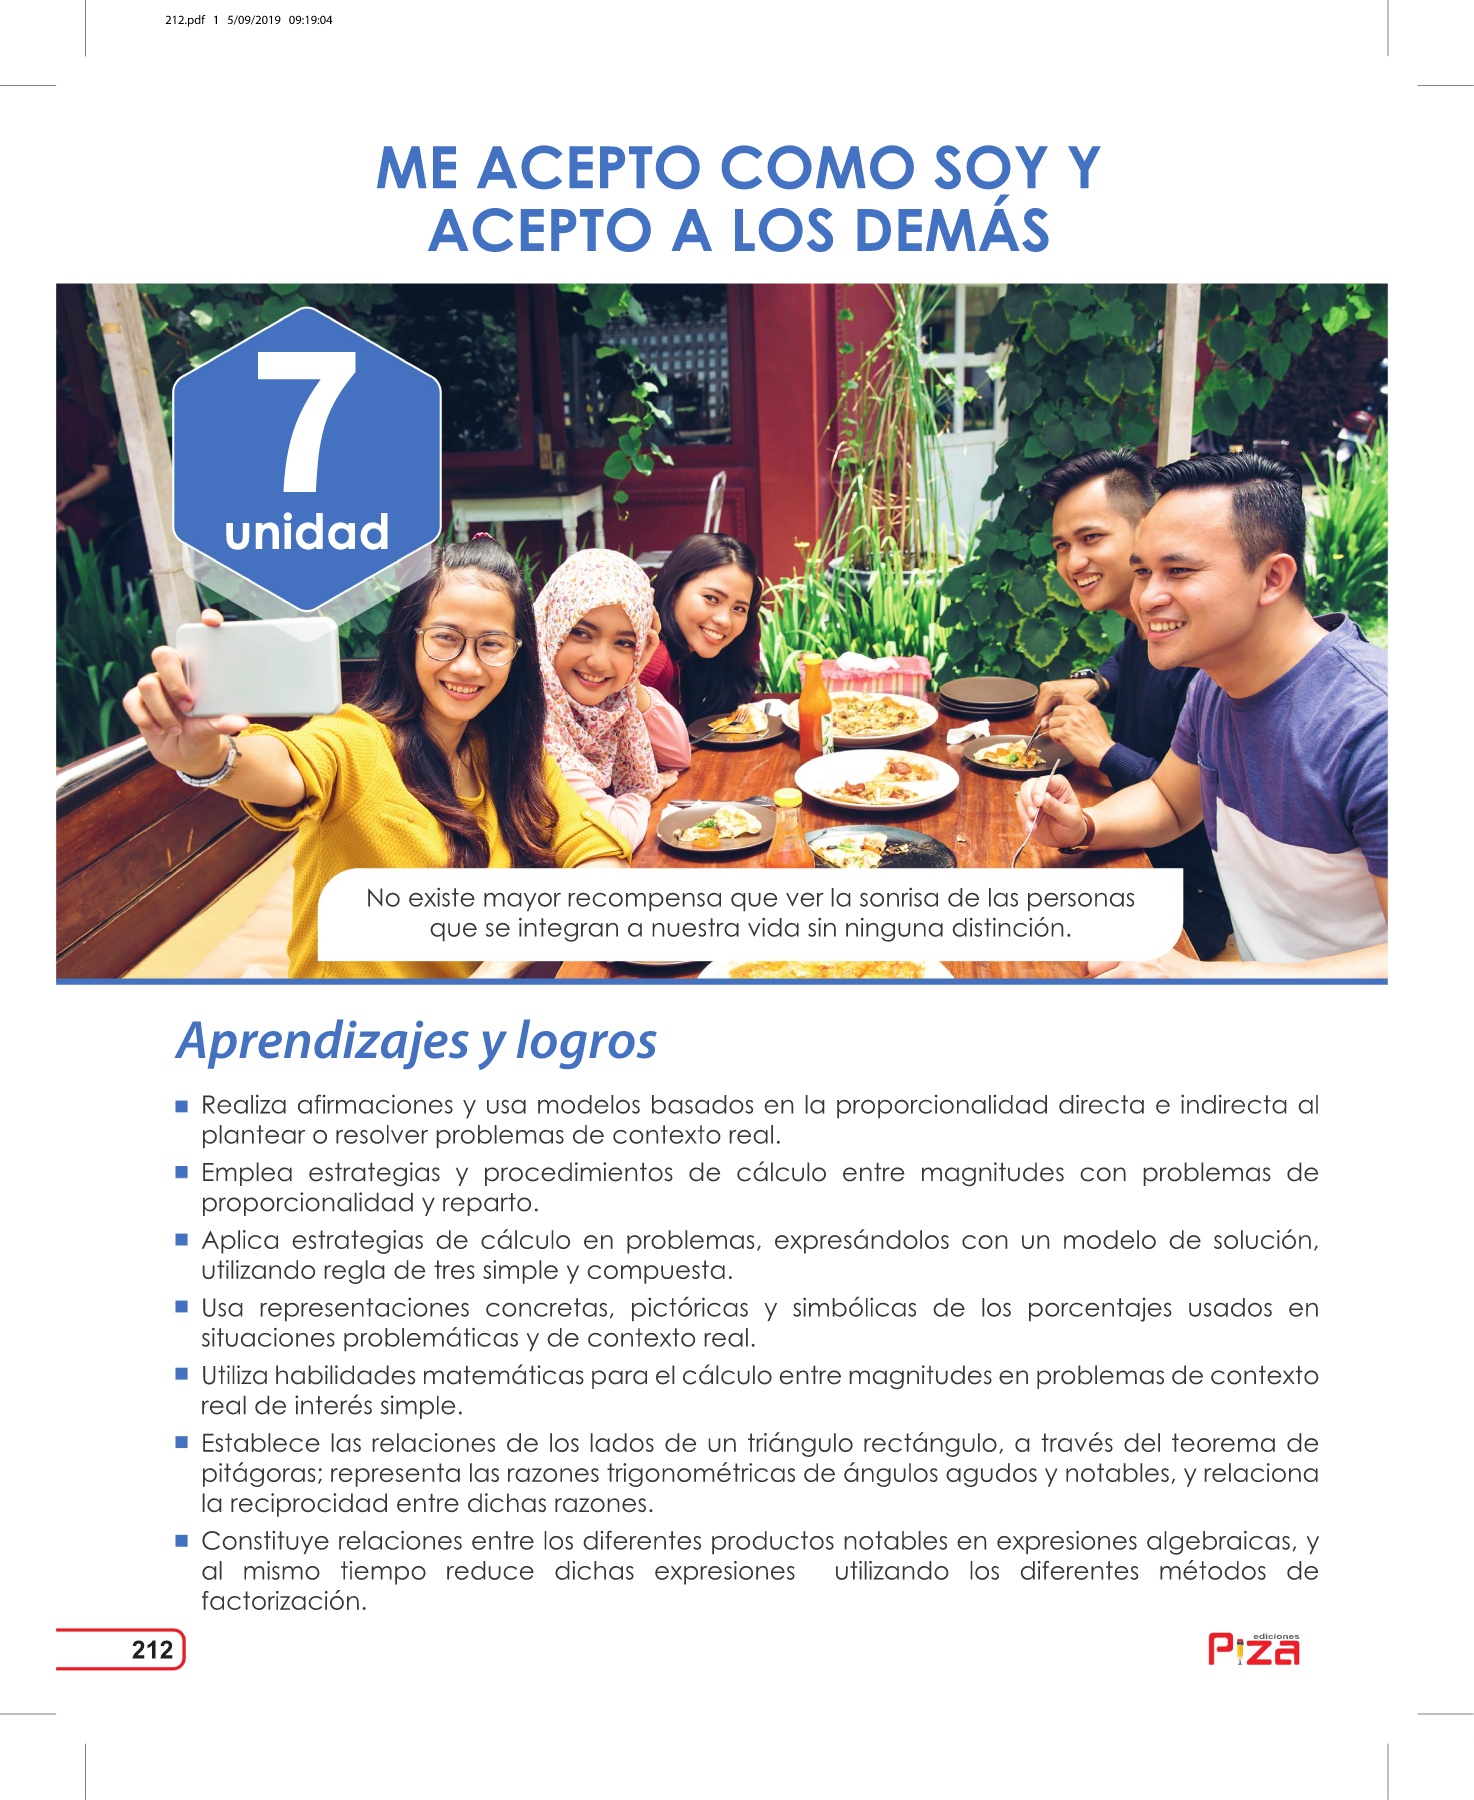 212.pdf 1 5/09/2019 09:19:04
ME ACEPTO COMO SOY Y
ACEPTO A LOS DEMÁS
7
unidad
No existe mayor recompensa que ver la sonrisa de las personas
que se integran a nuestra vida sin ninguna distinción.
Aprendizajes y logros
Realiza afirmaciones y usa modelos basados en la proporcionalidad directa e indirecta al
plantear o resolver problemas de contexto real.
Emplea estrategias y procedimientos de cálculo entre magnitudes con problemas de
proporcionalidad y reparto.
Aplica estrategias de cálculo en problemas, expresándolos con un modelo de solución,
utilizando regla de tres simple y compuesta.
Usa representaciones concretas, pictóricas y simbólicas de los porcentajes usados en
situaciones problemáticas y de contexto real.
Utiliza habilidades matemáticas para el cálculo entre magnitudes en problemas de contexto
real de interés simple.
Establece las relaciones de los lados de un triángulo rectángulo, a través del teorema de
pitágoras; representa las razones trigonométricas de ángulos agudos y notables, y relaciona
la reciprocidad entre dichas razones.
Constituye relaciones entre los diferentes productos notables en expresiones algebraicas, y
al mismo tiempo reduce dichas expresiones utilizando los diferentes métodos de
factorización.
212
ediciones
Piza